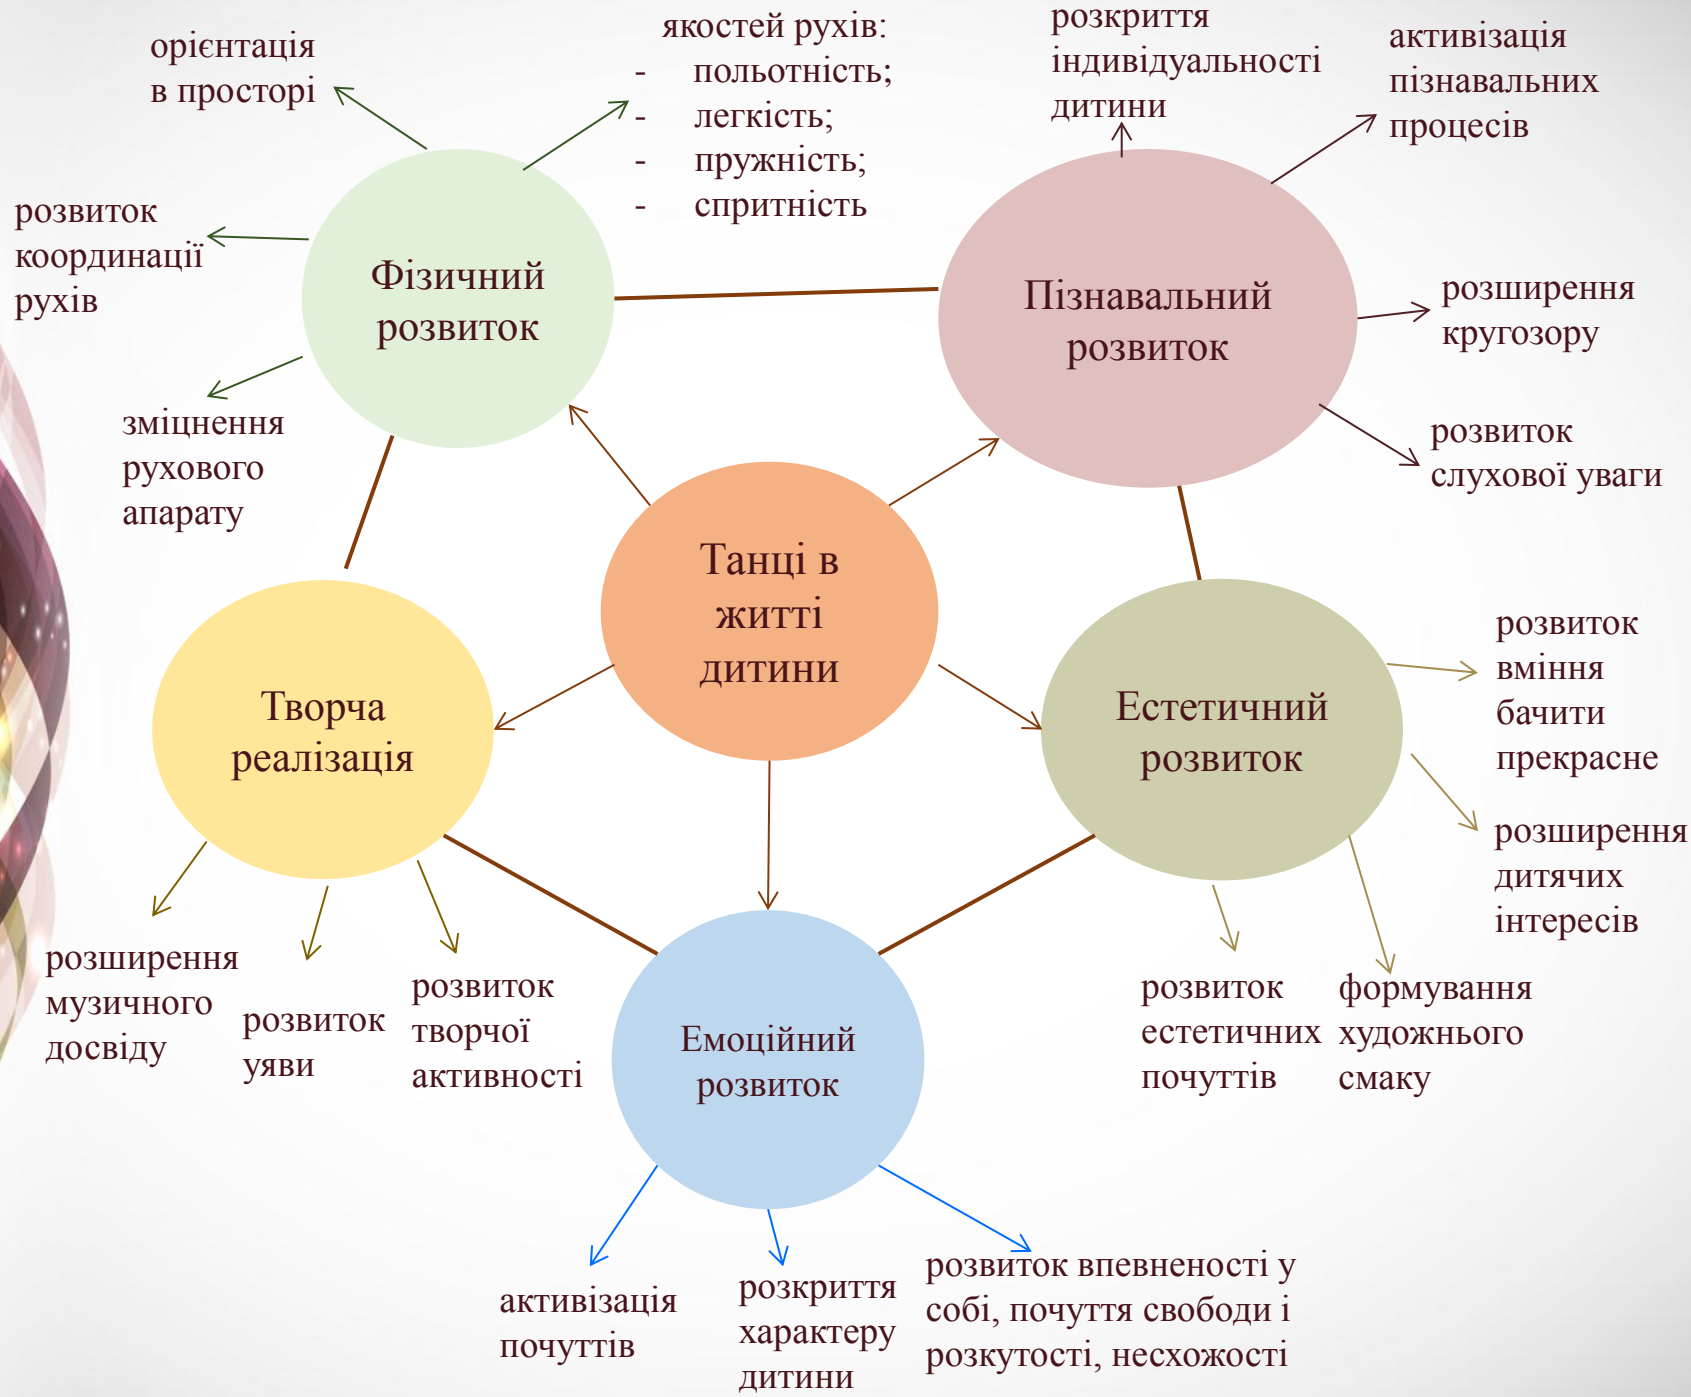 орієнтація
в просторі
якостей рухів:
- польотність;
- легкість;
- пружність;
- спритність
розкриття
індивідуальності
дитини
активізація
пізнавальних
процесів
розвиток
координації
рухів
Фізичний
розвиток
Пізнавальний
розвиток
розширення
кругозору
зміцнення
рухового
апарату
розвиток
слухової уваги
Танці в
житті
дитини
Творча
реалізація
Естетичний
розвиток
розвиток
вміння
бачити
прекрасне
розширення
дитячих
інтересів
розширення
музичного
досвіду
розвиток
уяви
розвиток
творчої
активності
Емоційний
розвиток
розвиток
естетичних
почуттів
формування
художнього
смаку
активізація
почуттів
розкриття
характеру
дитини
розвиток впевненості у
собі, почуття свободи і
розкутості, несхожості